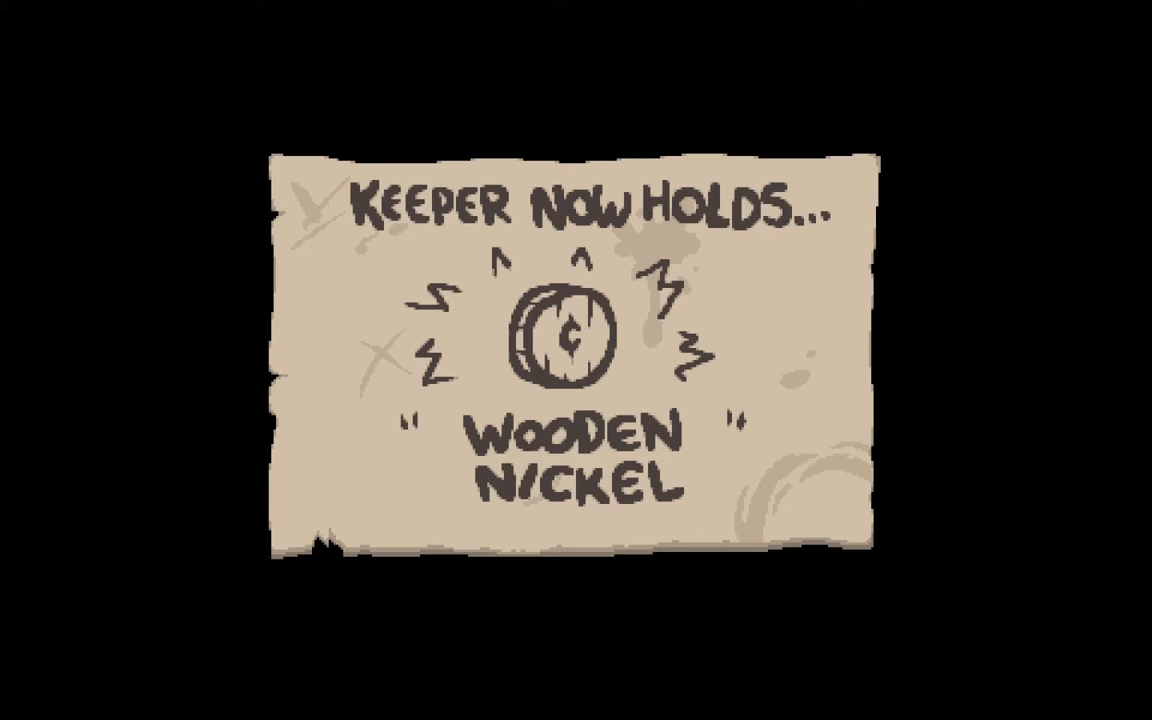 KEEPER NOW HOLDS...
¢
" WOODEN "
NICKEL